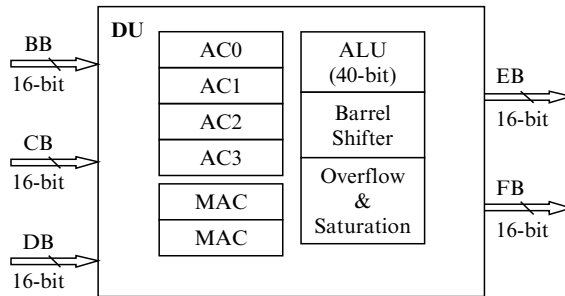 DU
BB
16-bit
CB
16-bit
DB
16-bit
AC0
AC1
AC2
AC3
MAC
MAC
ALU
(40-bit)
Barrel
Shifter
Overflow
&
Saturation
EB
16-bit
FB
16-bit